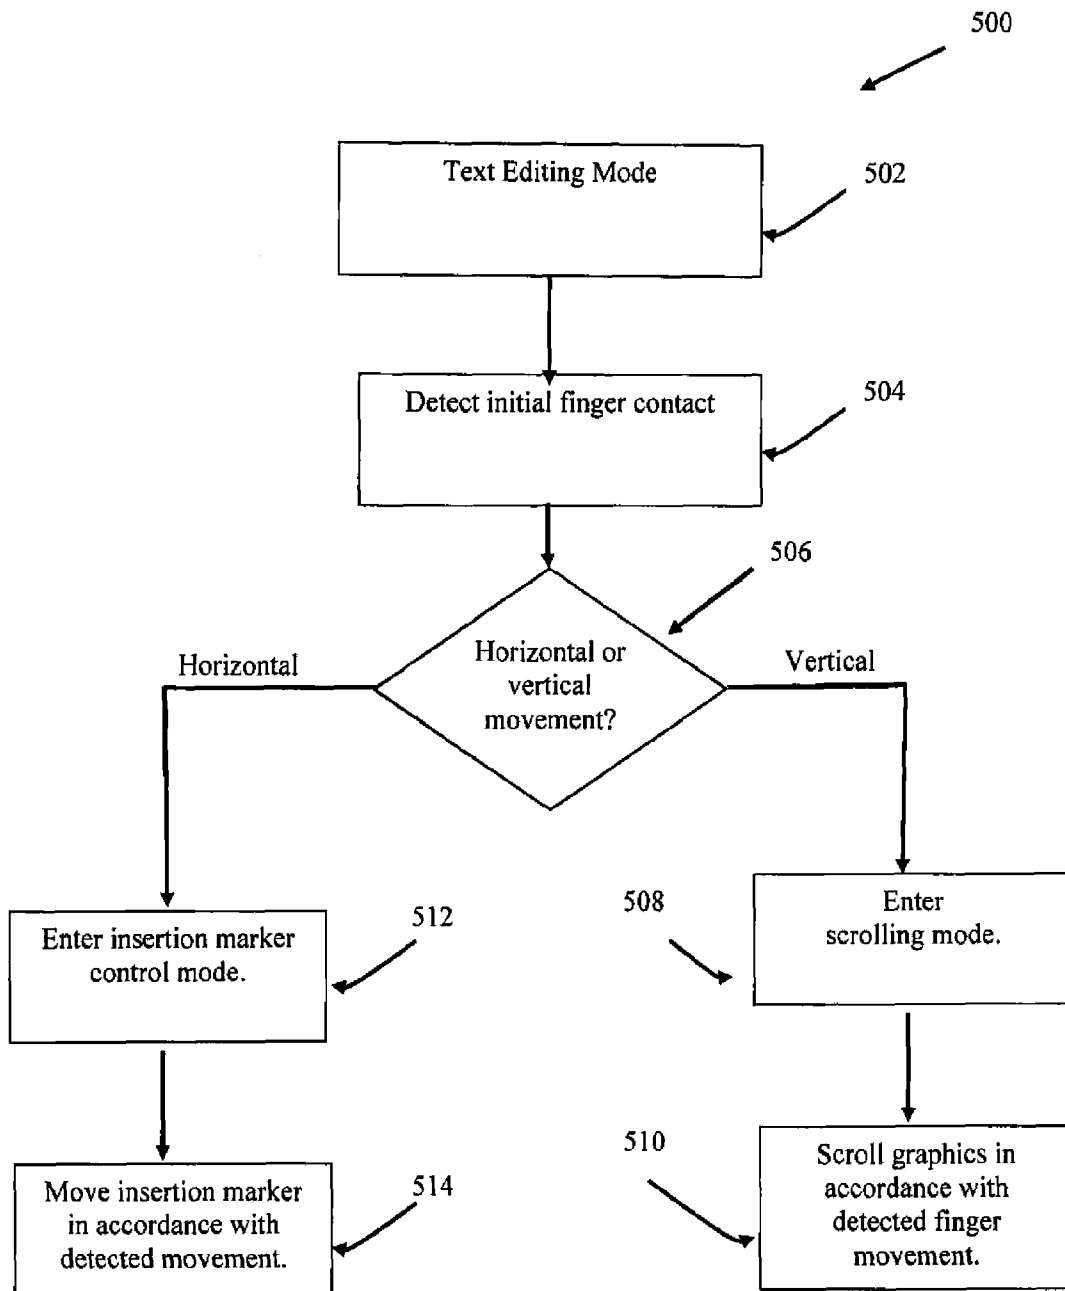 500
Text Editing Mode
502
Detect initial finger contact
504
506
Horizontal or
vertical
movement?
Horizontal
Vertical
Enter insertion marker
control mode.
512
508
Enter
scrolling mode.
Move insertion marker
in accordance with
detected movement.
514
510
Scroll graphics in
accordance with
detected finger
movement.